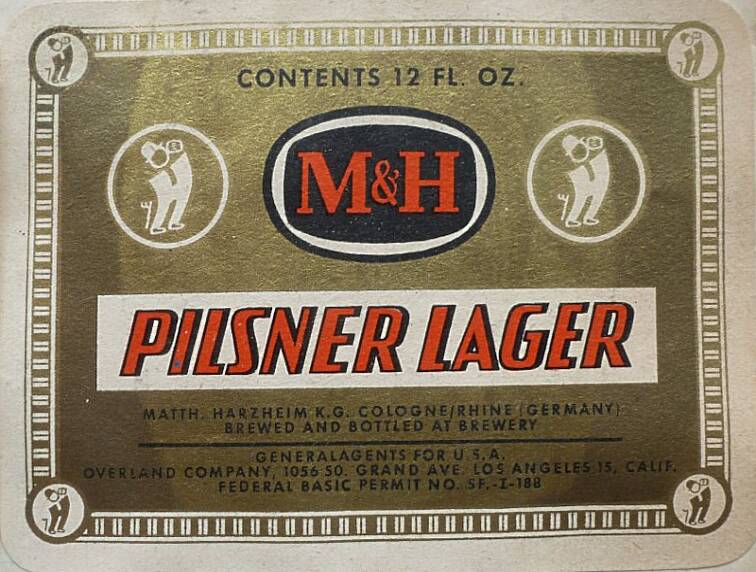 CONTENTS 12 FL. OZ.
M&H
PILSNER LAGER
MATTH. HARZHEIM K.G. COLOGNE/RHINE (GERMANY)
BREWED AND BOTTLED AT BREWERY
GENERALAGENTS FOR U.S.A.
OVERLAND COMPANY, 1056 SO. GRAND AVE. LOS ANGELES 15, CALIF.
FEDERAL BASIC PERMIT NO. SF.-I-188